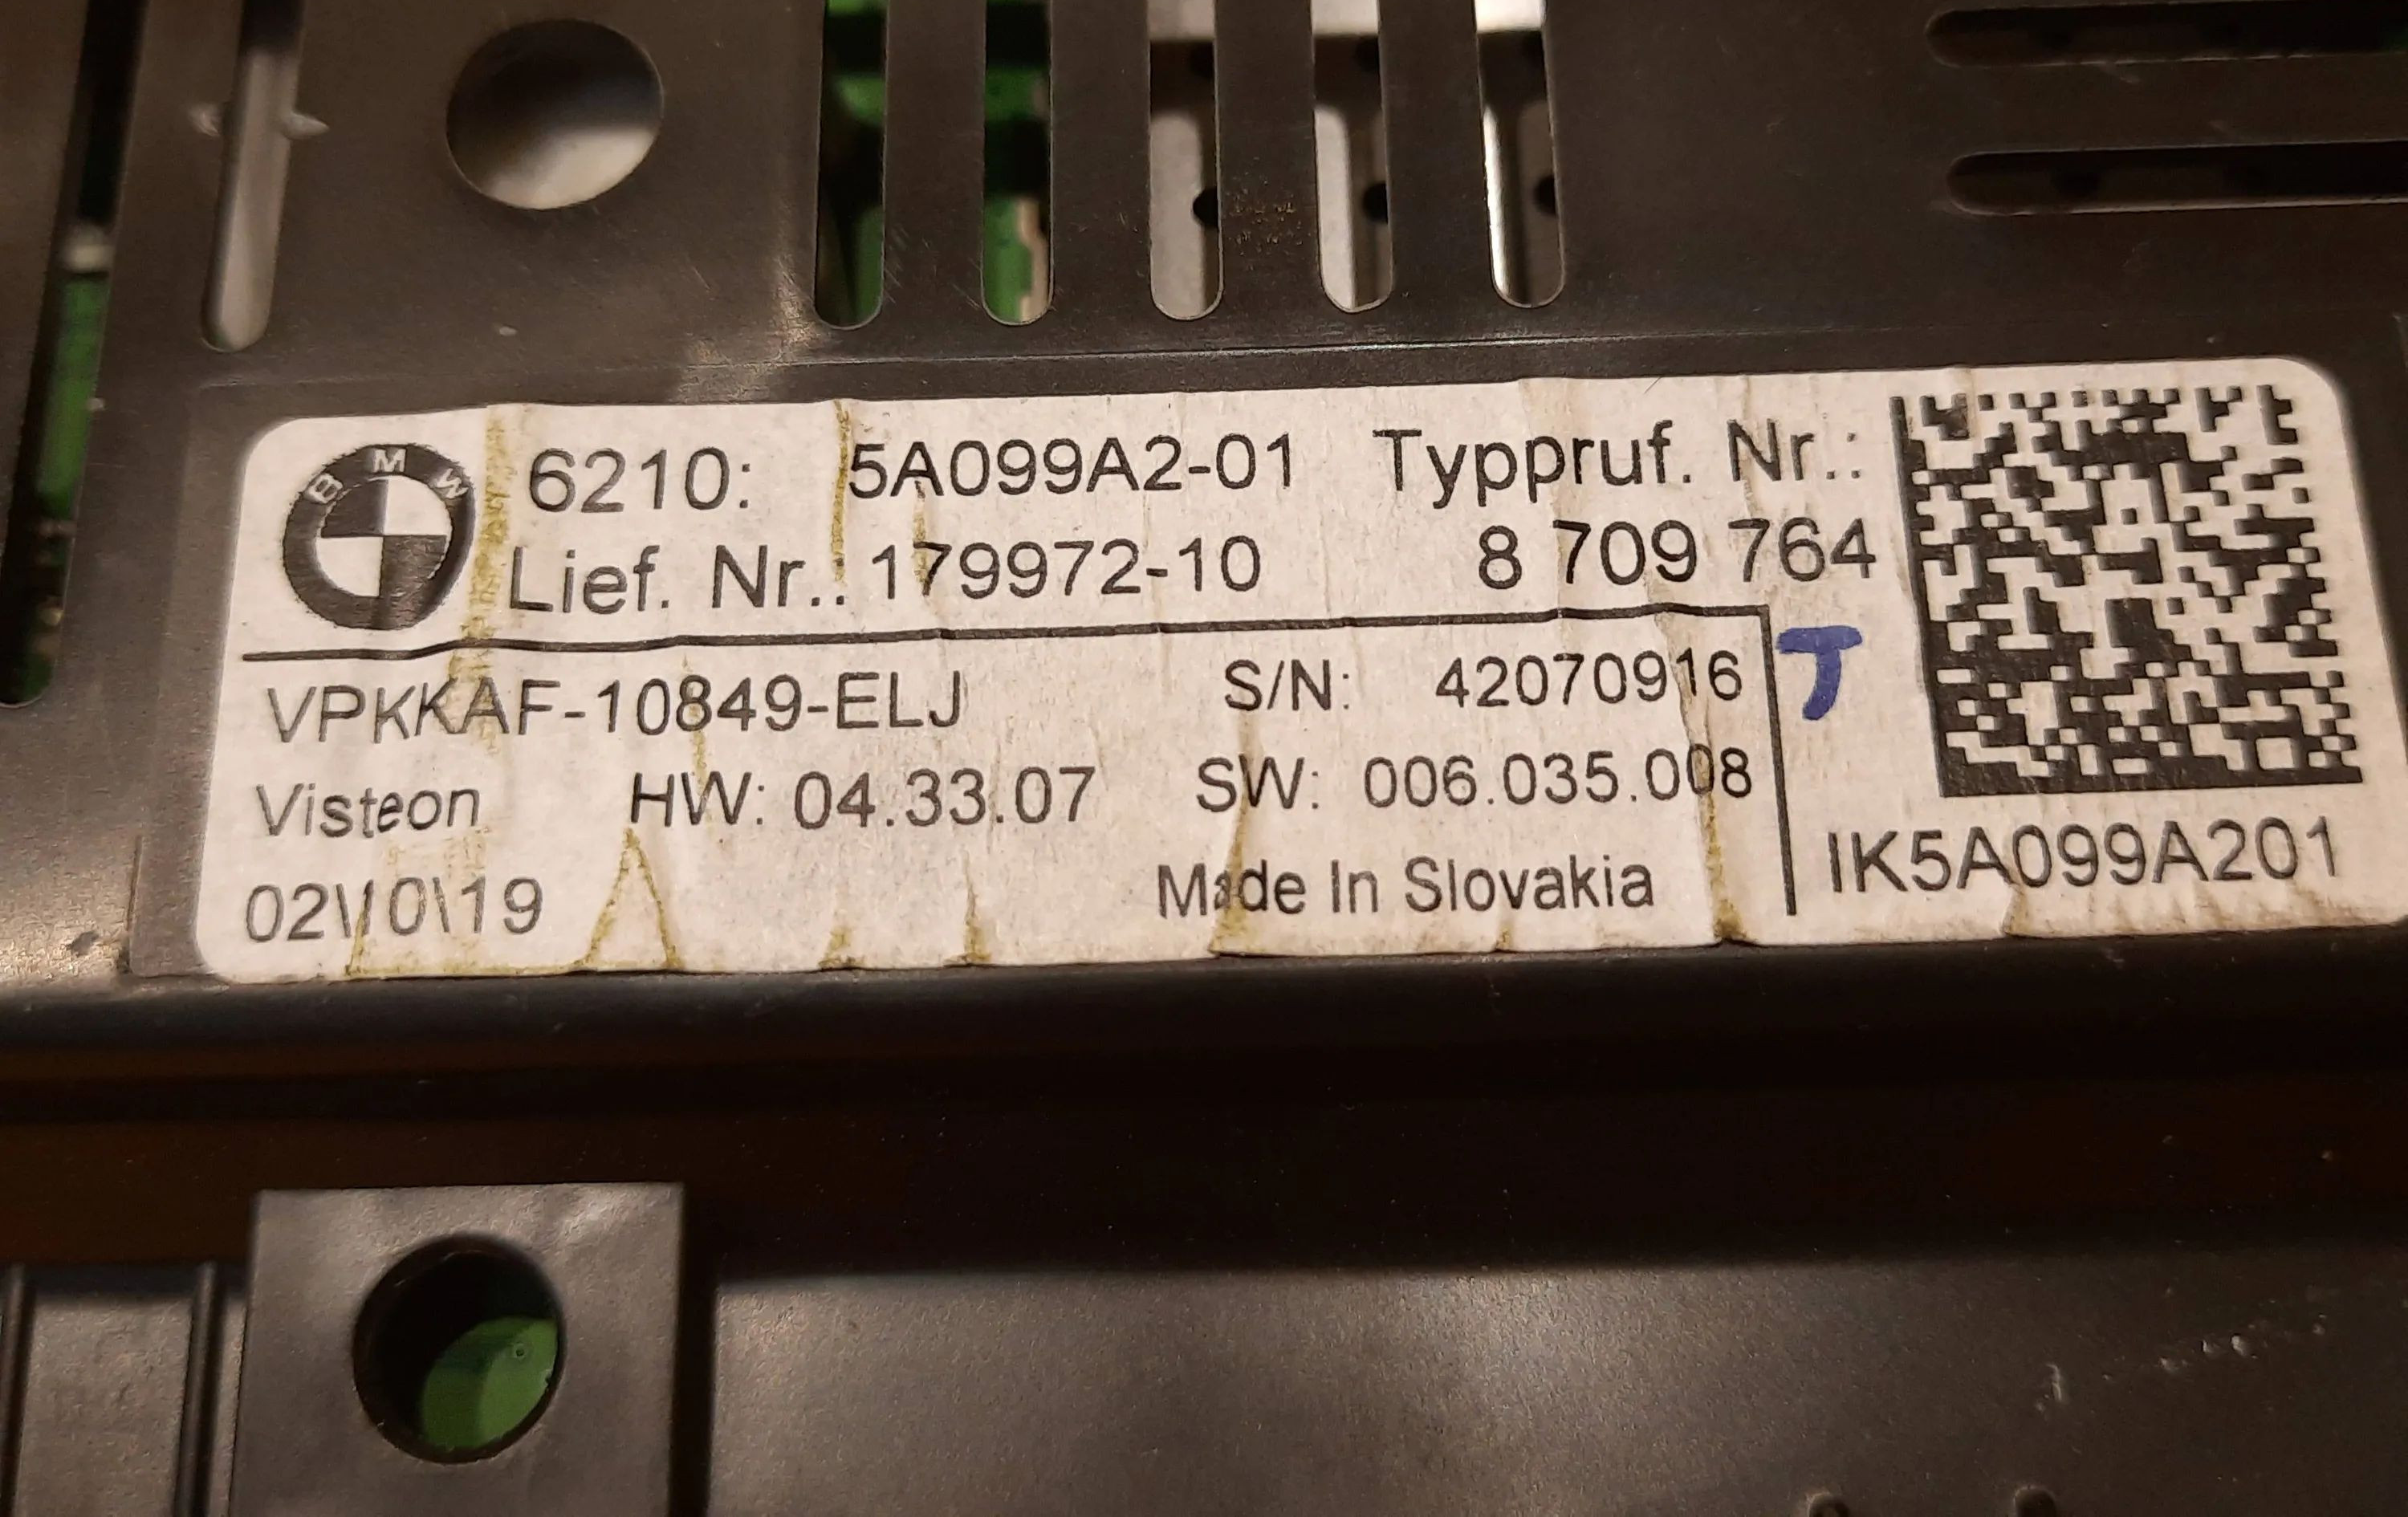 BMW
6210: 5A099A2-01 Typpruf. Nr.:
Lief. Nr.: 179972-10 8 709 764
VPKKAF-10849-ELJ S/N: 42070916 T
Visteon HW: 04.33.07 SW: 006.035.008
02\10\19 Made In Slovakia IK5A099A201